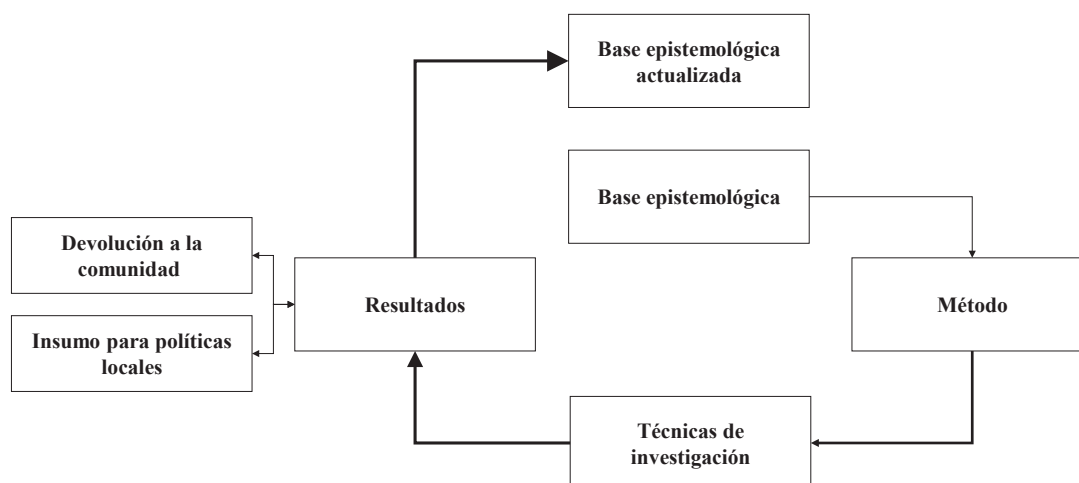 Base epistemológica
actualizada
Base epistemológica
Devolución a la
comunidad
Resultados
Método
Insumo para políticas
locales
Técnicas de
investigación